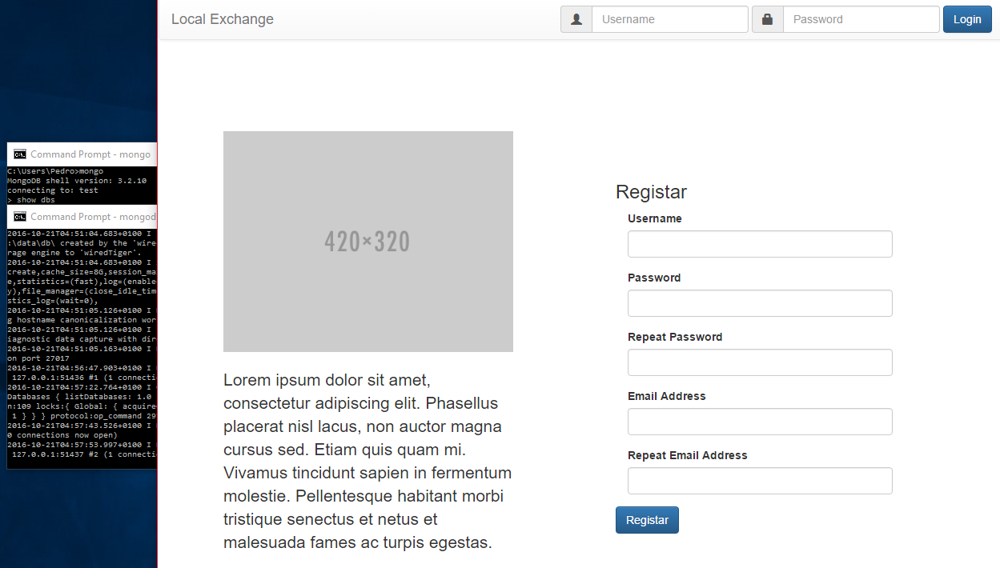 Local Exchange
Username
Password
Login
Command Prompt - mongo
C:\Users\Pedro>mongo
MongoDB shell version: 3.2.10
connecting to: test
> show dbs
Command Prompt - mongod
2016-10-21T04:51:04.683+0100 I
:\data\db\ created by the 'wire
rage engine to 'wiredTiger'.
2016-10-21T04:51:04.683+0100 I
create,cache_size=8G,session_ma
e,statistics=(fast),log=(enable
y),file_manager=(close_idle_tim
stics_log=(wait=0),
2016-10-21T04:51:05.126+0100 I
g hostname canonicalization wor
2016-10-21T04:51:05.126+0100 I
iagnostic data capture with dir
2016-10-21T04:51:05.163+0100 I
on port 27017
2016-10-21T04:56:47.903+0100 I
127.0.0.1:51436 #1 (1 connecti
2016-10-21T04:57:22.764+0100 I
Databases { listDatabases: 1.0
n:109 locks:{ Global: { acquire
1 } } } protocol:op_command 29
2016-10-21T04:57:43.526+0100 I
0 connections now open)
2016-10-21T04:57:53.997+0100 I
127.0.0.1:51437 #2 (1 connecti
420×320
Lorem ipsum dolor sit amet,
consectetur adipiscing elit. Phasellus
placerat nisl lacus, non auctor magna
cursus sed. Etiam quis quam mi.
Vivamus tincidunt sapien in fermentum
molestie. Pellentesque habitant morbi
tristique senectus et netus et
malesuada fames ac turpis egestas.
Registar
Username
Password
Repeat Password
Email Address
Repeat Email Address
Registar